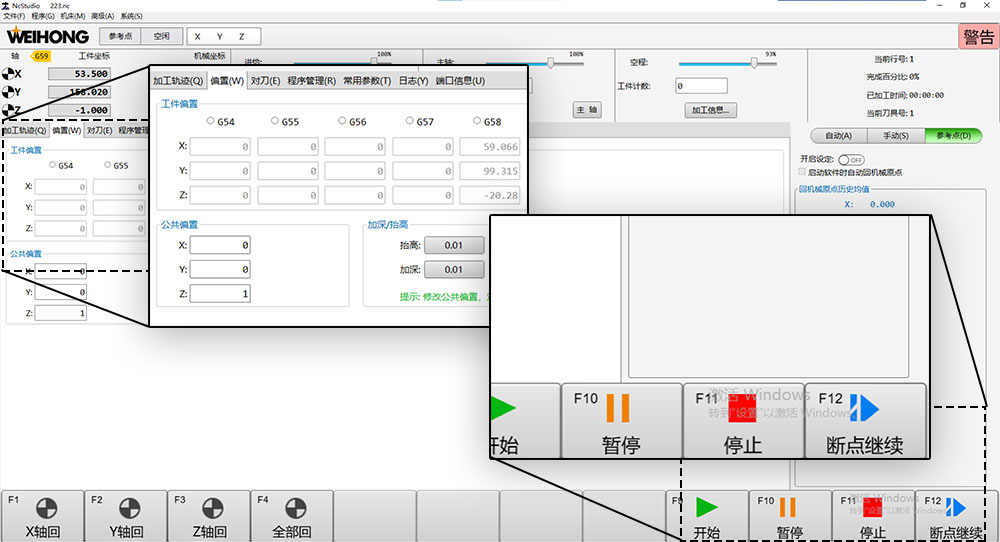 NcStudio 223.nc
文件(F) 程序(G) 机床(M) 高级(A) 系统(S)
WEIHONG
参考点 空闲 X Y Z
警告
轴 G59 工件坐标 机械坐标
X 53.500
Y 158.020
Z -1.000
进给: 100%
主轴: 100%
主 轴
空程: 93%
工件计数: 0
加工信息...
当前行号: 1
完成百分比: 0%
已加工时间: 00:00:00
当前刀具号: 1
加工轨迹(Q) 偏置(W) 对刀(E) 程序管理
工件偏置
G54 G55
X: 0 0
Y: 0 0
Z: 0 0
公共偏置
X: 0
Y: 0
Z: 1
加工轨迹(Q) 偏置(W) 对刀(E) 程序管理(R) 常用参数(T) 日志(Y) 端口信息(U)
工件偏置
G54 G55 G56 G57 G58
X: 0 0 0 0 59.066
Y: 0 0 0 0 99.315
Z: 0 0 0 0 -20.28
公共偏置
X: 0
Y: 0
Z: 1
加深/抬高
抬高: 0.01
加深: 0.01
提示: 修改公共偏置,
自动(A) 手动(S) 参考点(D)
开启设定: OFF
启动软件时自动回机械原点
回机械原点历史均值
X: 0.000
开始
F10 暂停
F11 停止
F12 断点继续
激活 Windows
转到"设置"以激活 Windows
F1 X轴回
F2 Y轴回
F3 Z轴回
F4 全部回
F9 开始
F10 暂停
F11 停止
F12 断点继续
激活 Windows
转到"设置"以激活 Windows